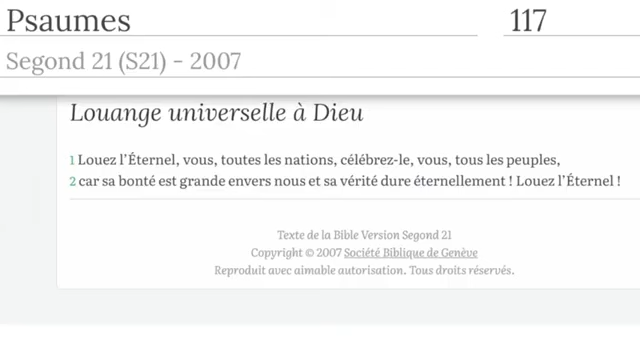 Psaumes 117
Segond 21 (S21) - 2007
Louange universelle à Dieu
1 Louez l'Éternel, vous, toutes les nations, célébrez-le, vous, tous les peuples,
2 car sa bonté est grande envers nous et sa vérité dure éternellement ! Louez l'Éternel !
Texte de la Bible Version Segond 21
Copyright © 2007 Société Biblique de Genève
Reproduit avec aimable autorisation. Tous droits réservés.